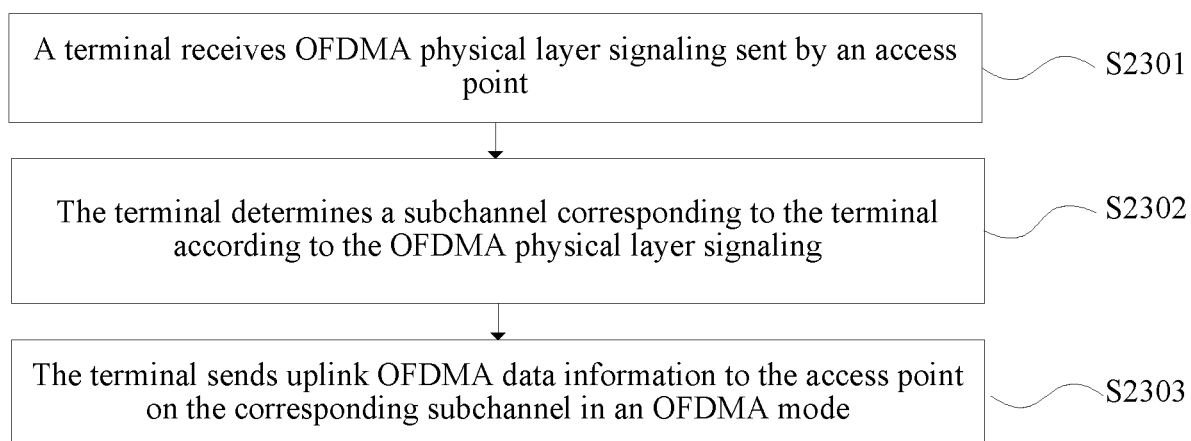 A terminal receives OFDMA physical layer signaling sent by an access
point
S2301
The terminal determines a subchannel corresponding to the terminal
according to the OFDMA physical layer signaling
S2302
The terminal sends uplink OFDMA data information to the access point
on the corresponding subchannel in an OFDMA mode
S2303